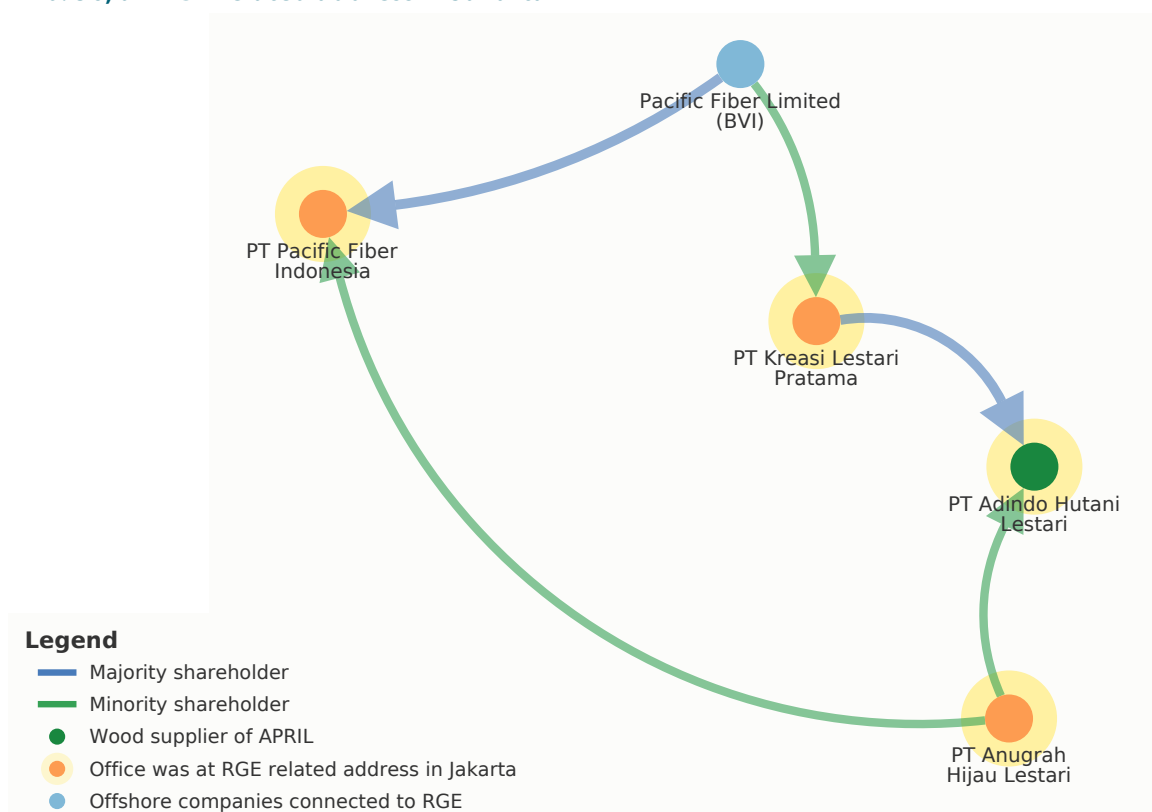 Pacific Fiber Limited
(BVI)
PT Pacific Fiber
Indonesia
PT Kreasi Lestari
Pratama
PT Adindo Hutani
Lestari
PT Anugrah
Hijau Lestari
Legend
Majority shareholder
Minority shareholder
Wood supplier of APRIL
Office was at RGE related address in Jakarta
Offshore companies connected to RGE